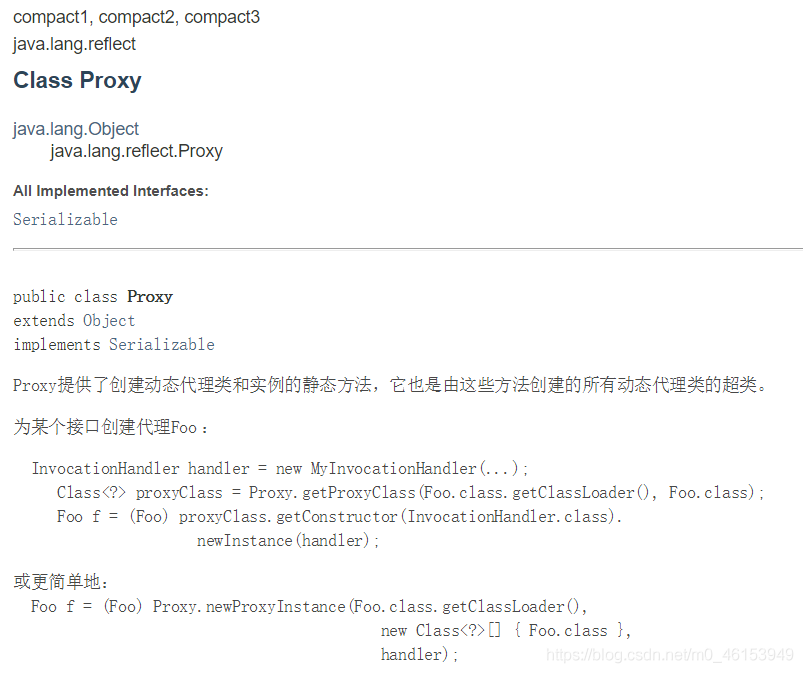 compact1, compact2, compact3
java.lang.reflect
Class Proxy
java.lang.Object
java.lang.reflect.Proxy
All Implemented Interfaces:
Serializable
public class Proxy
extends Object
implements Serializable
Proxy提供了创建动态代理类和实例的静态方法，它也是由这些方法创建的所有动态代理类的超类。
为某个接口创建代理Foo：
InvocationHandler handler = new MyInvocationHandler(...);
Class<?> proxyClass = Proxy.getProxyClass(Foo.class.getClassLoader(), Foo.class);
Foo f = (Foo) proxyClass.getConstructor(InvocationHandler.class).
newInstance(handler);
或更简单地：
Foo f = (Foo) Proxy.newProxyInstance(Foo.class.getClassLoader(),
new Class<?>[] { Foo.class },
handler);
https://blog.csdn.net/m0_46153949